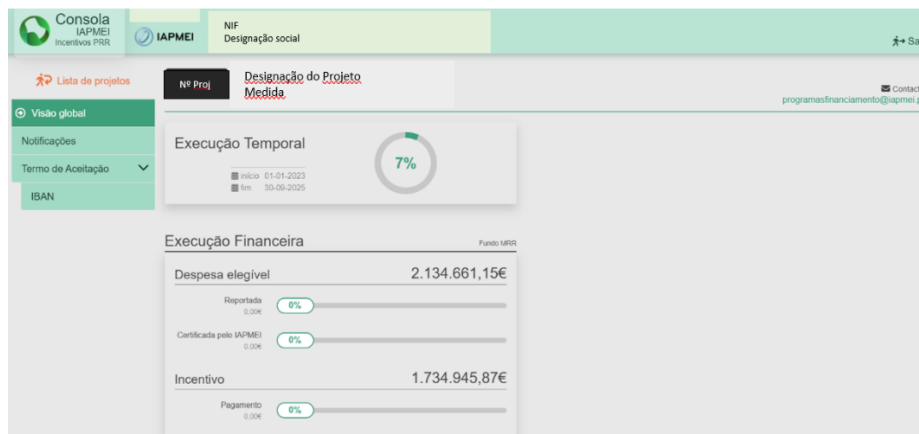 Consola
IAPMEI
Incentivos PRR
IAPMEI
NIF
Designação social
Lista de projetos
Nº Proj
Designação do Projeto
Medida
Contact
programasfinanciamento@iapmei.p
Visão global
Notificações
Termo de Aceitação
IBAN
Execução Temporal
início 01-01-2023
fim 30-09-2025
7%
Execução Financeira
Fundo MRR
Despesa elegível 2.134.661,15€
Reportada
0%
0.00€
Certificada pelo IAPMEI
0%
0.00€
Incentivo 1.734.945,87€
Pagamento
0%
0.00€